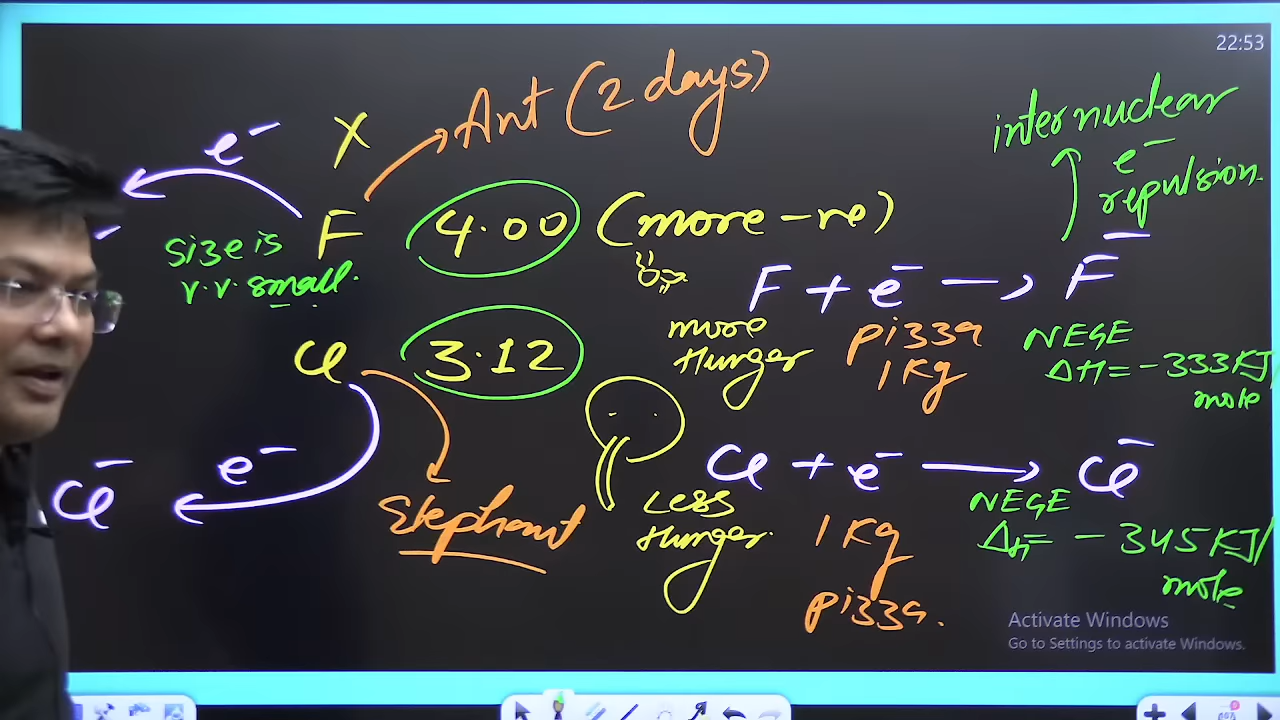 22:53
X
Ant (2 days)
e⁻
F
size is
v.v. small.
4.00
(more -ve)
internuclear
e⁻
repulsion
F + e⁻ → F⁻
more
Hunger
pizza
1 Kg
NEGE
ΔH = -333 KJ/
mole
Cl
3.12
Cl⁻
e⁻
Elephant
Cl + e⁻ → Cl⁻
Less
Hunger.
1 Kg
pizza.
NEGE
ΔH = - 345 KJ/
mole
Activate Windows
Go to Settings to activate Windows.